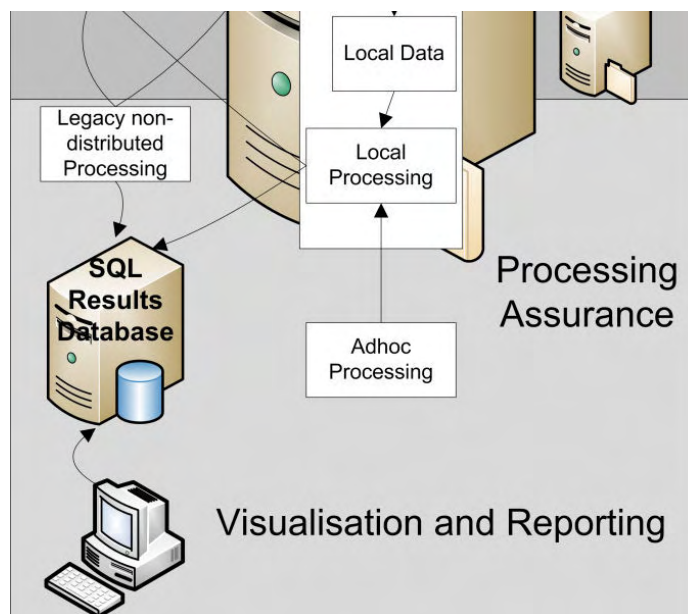 Local Data
Legacy non-
distributed
Processing
Local
Processing
SQL
Results
Database
Processing
Assurance
Adhoc
Processing
Visualisation and Reporting